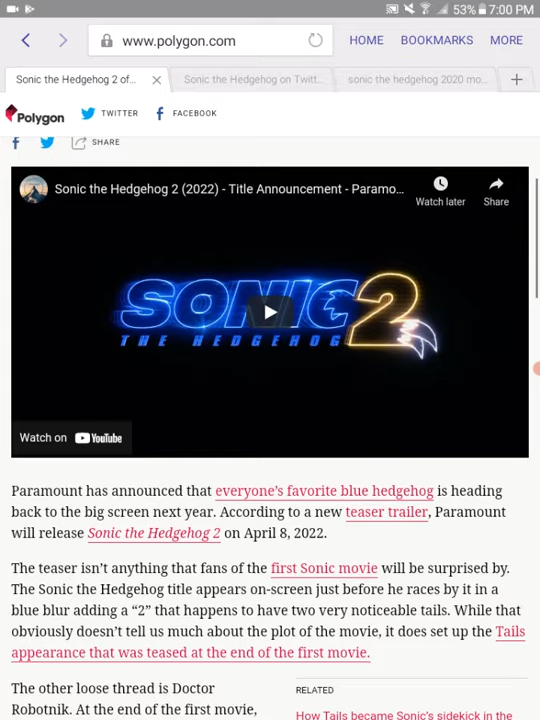 53% 7:00 PM
www.polygon.com HOME BOOKMARKS MORE
Sonic the Hedgehog 2 of... Sonic the Hedgehog on Twitt... sonic the hedgehog 2020 mo...
Polygon TWITTER FACEBOOK
SHARE
Sonic the Hedgehog 2 (2022) - Title Announcement - Paramo...
Watch later Share
SONIC 2
THE HEDGEHOG
Watch on YouTube
Paramount has announced that everyone’s favorite blue hedgehog is heading
back to the big screen next year. According to a new teaser trailer, Paramount
will release Sonic the Hedgehog 2 on April 8, 2022.
The teaser isn’t anything that fans of the first Sonic movie will be surprised by.
The Sonic the Hedgehog title appears on-screen just before he races by it in a
blue blur adding a “2” that happens to have two very noticeable tails. While that
obviously doesn’t tell us much about the plot of the movie, it does set up the Tails
appearance that was teased at the end of the first movie.
The other loose thread is Doctor
Robotnik. At the end of the first movie,
RELATED
How Tails became Sonic’s sidekick in the